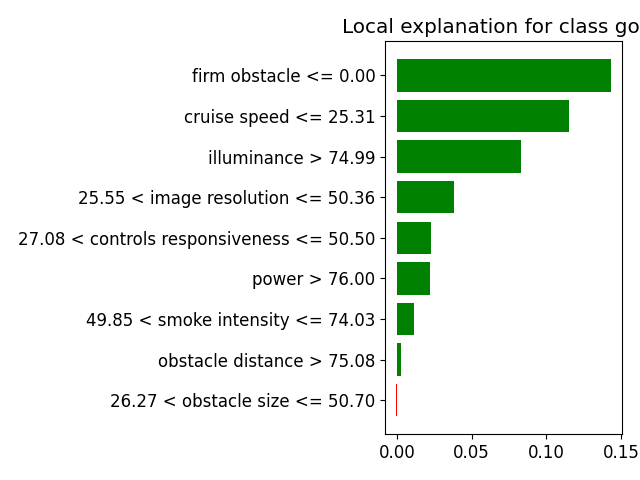 Local explanation for class go
firm obstacle <= 0.00
cruise speed <= 25.31
illuminance > 74.99
25.55 < image resolution <= 50.36
27.08 < controls responsiveness <= 50.50
power > 76.00
49.85 < smoke intensity <= 74.03
obstacle distance > 75.08
26.27 < obstacle size <= 50.70
0.00 0.05 0.10 0.15